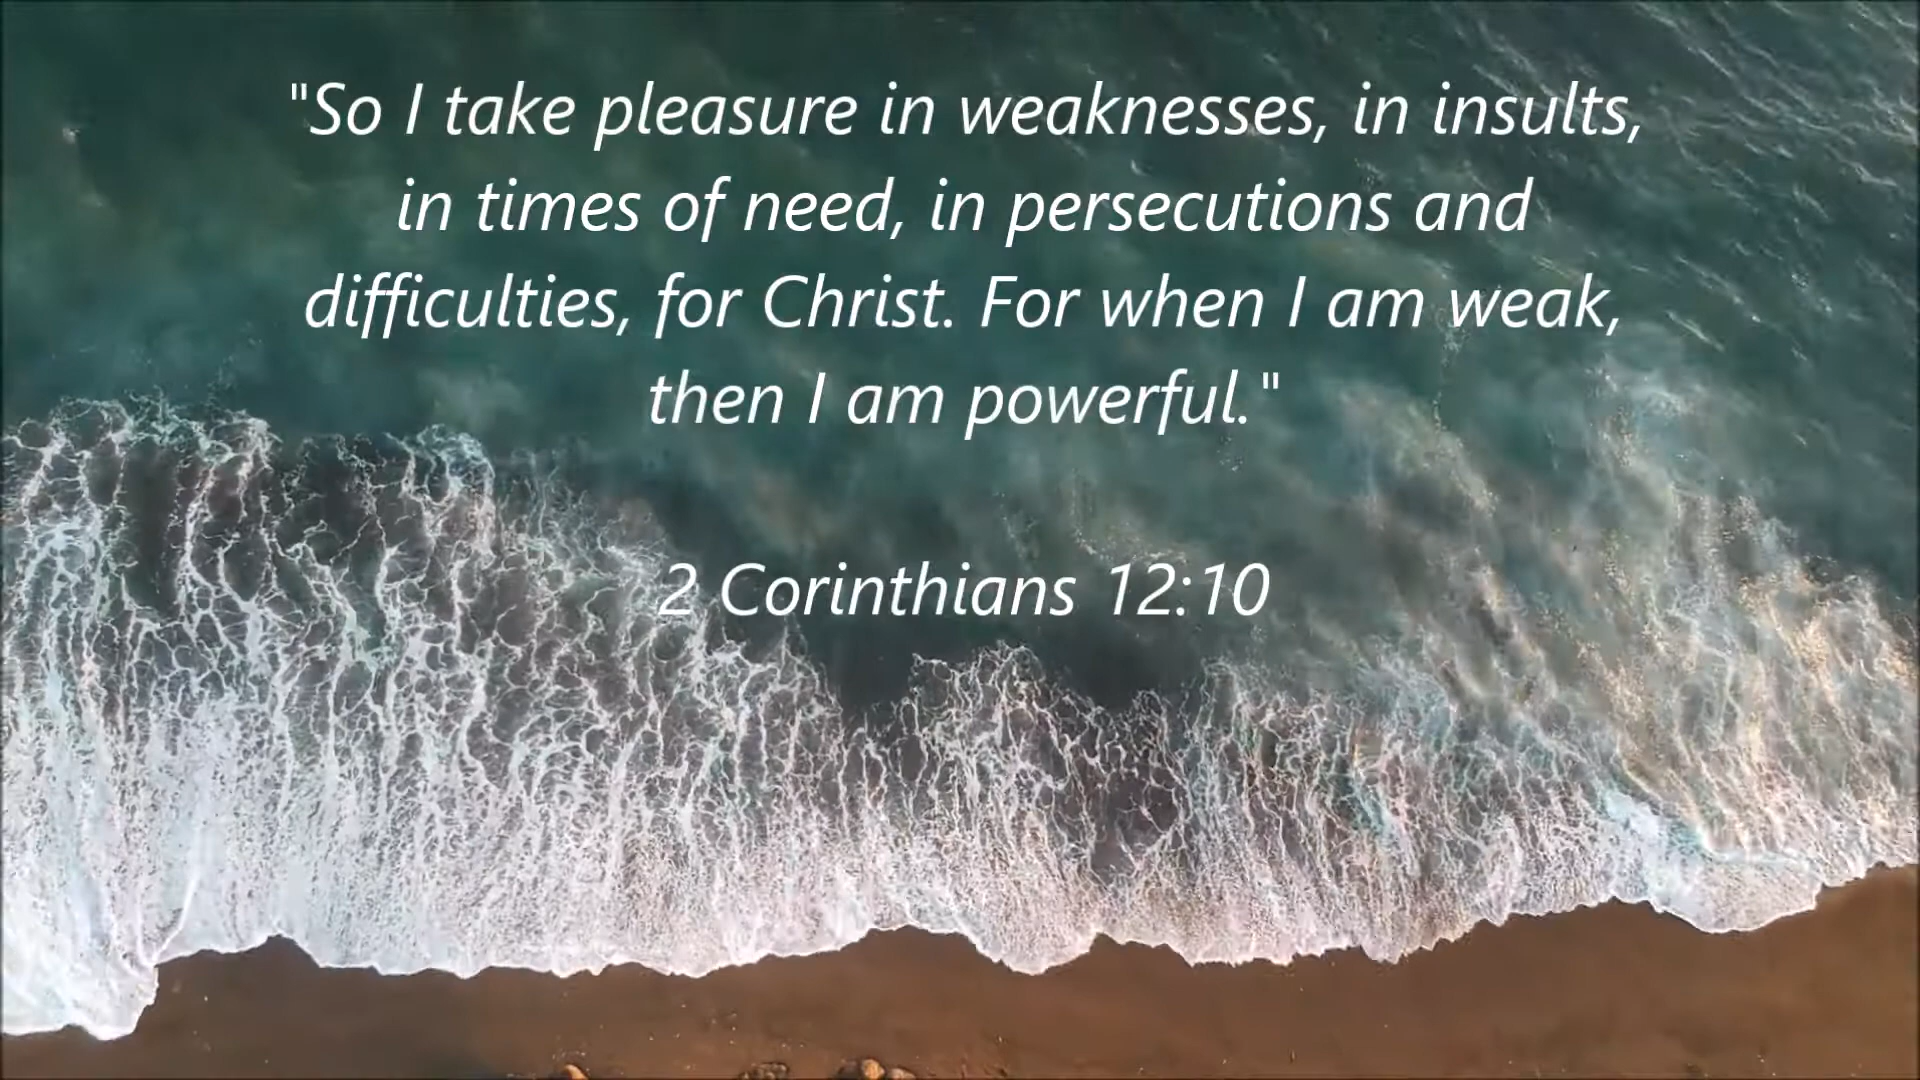 "So I take pleasure in weaknesses, in insults,
in times of need, in persecutions and
difficulties, for Christ. For when I am weak,
then I am powerful."
2 Corinthians 12:10